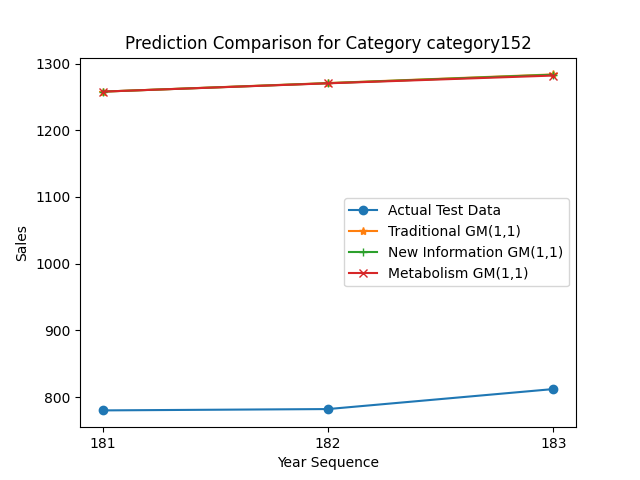 Prediction Comparison for Category category152
1300
1200
1100
1000
900
800
Sales
Actual Test Data
Traditional GM(1,1)
New Information GM(1,1)
Metabolism GM(1,1)
181
182
183
Year Sequence